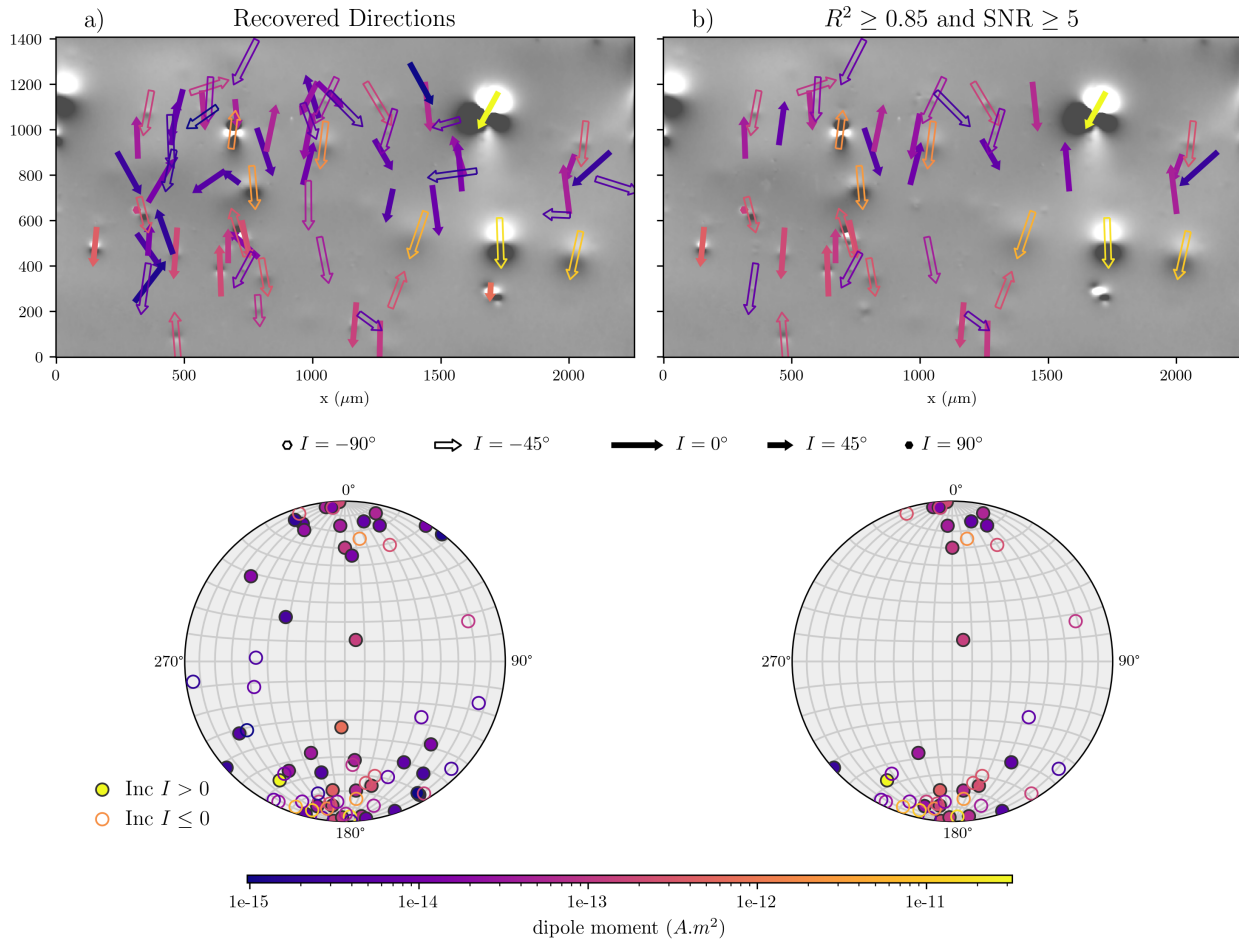 a) Recovered Directions
b) R² ≥ 0.85 and SNR ≥ 5
1400
1200
1000
800
600
400
200
0
0 500 1000 1500 2000
x (μm)
0 500 1000 1500 2000
x (μm)
I = −90° I = −45° I = 0° I = 45° I = 90°
0°
270° 90°
180°
0°
270° 90°
180°
Inc I > 0
Inc I ≤ 0
1e-15 1e-14 1e-13 1e-12 1e-11
dipole moment (A.m²)